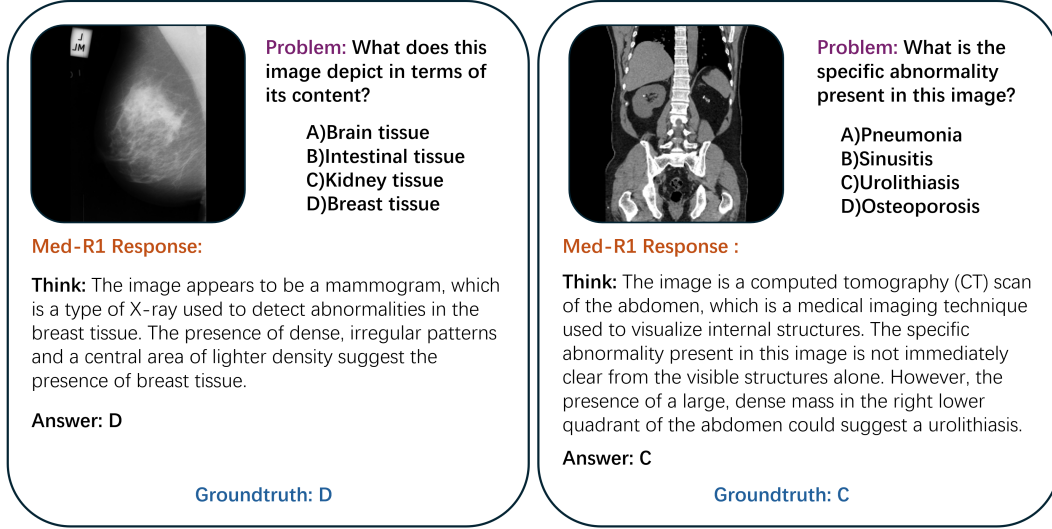 Problem: What does this
image depict in terms of
its content?
A)Brain tissue
B)Intestinal tissue
C)Kidney tissue
D)Breast tissue
Med-R1 Response:
Think: The image appears to be a mammogram, which
is a type of X-ray used to detect abnormalities in the
breast tissue. The presence of dense, irregular patterns
and a central area of lighter density suggest the
presence of breast tissue.
Answer: D
Groundtruth: D
Problem: What is the
specific abnormality
present in this image?
A)Pneumonia
B)Sinusitis
C)Urolithiasis
D)Osteoporosis
Med-R1 Response :
Think: The image is a computed tomography (CT) scan
of the abdomen, which is a medical imaging technique
used to visualize internal structures. The specific
abnormality present in this image is not immediately
clear from the visible structures alone. However, the
presence of a large, dense mass in the right lower
quadrant of the abdomen could suggest a urolithiasis.
Answer: C
Groundtruth: C